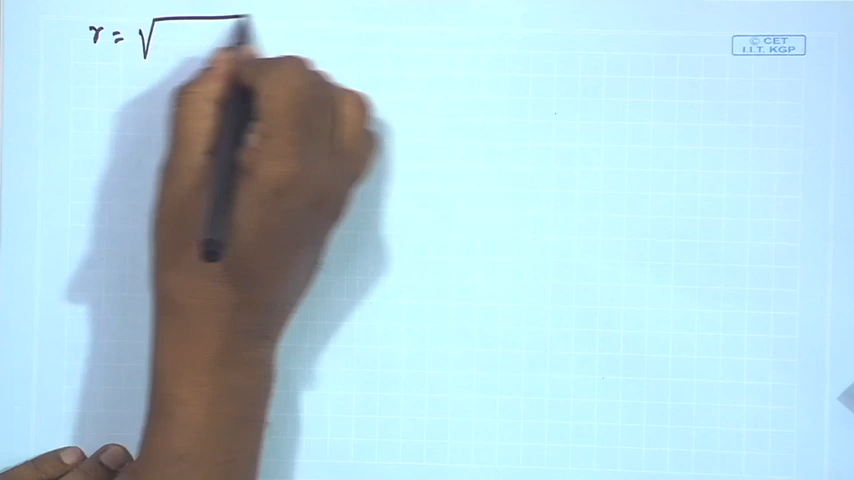 r = √
© CET
I.I.T. KGP